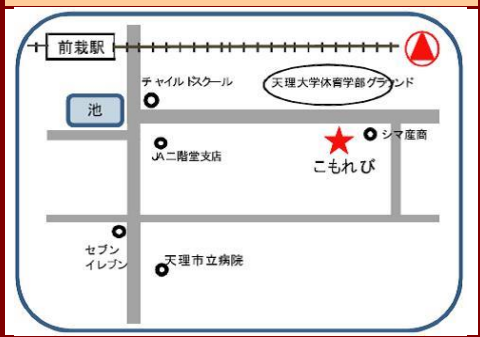 前栽駅
チャイルドスクール
天理大学体育学部グラウンド
池
シマ産商
JA二階堂支店
こもれび
セブン
イレブン
天理市立病院